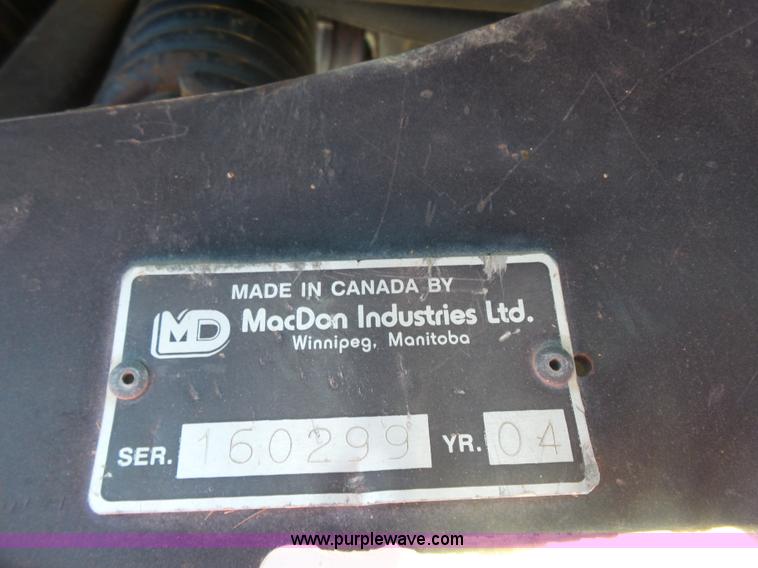 MADE IN CANADA BY
MD MacDon Industries Ltd.
Winnipeg, Manitoba
SER. 160299 YR. 04
www.purplewave.com